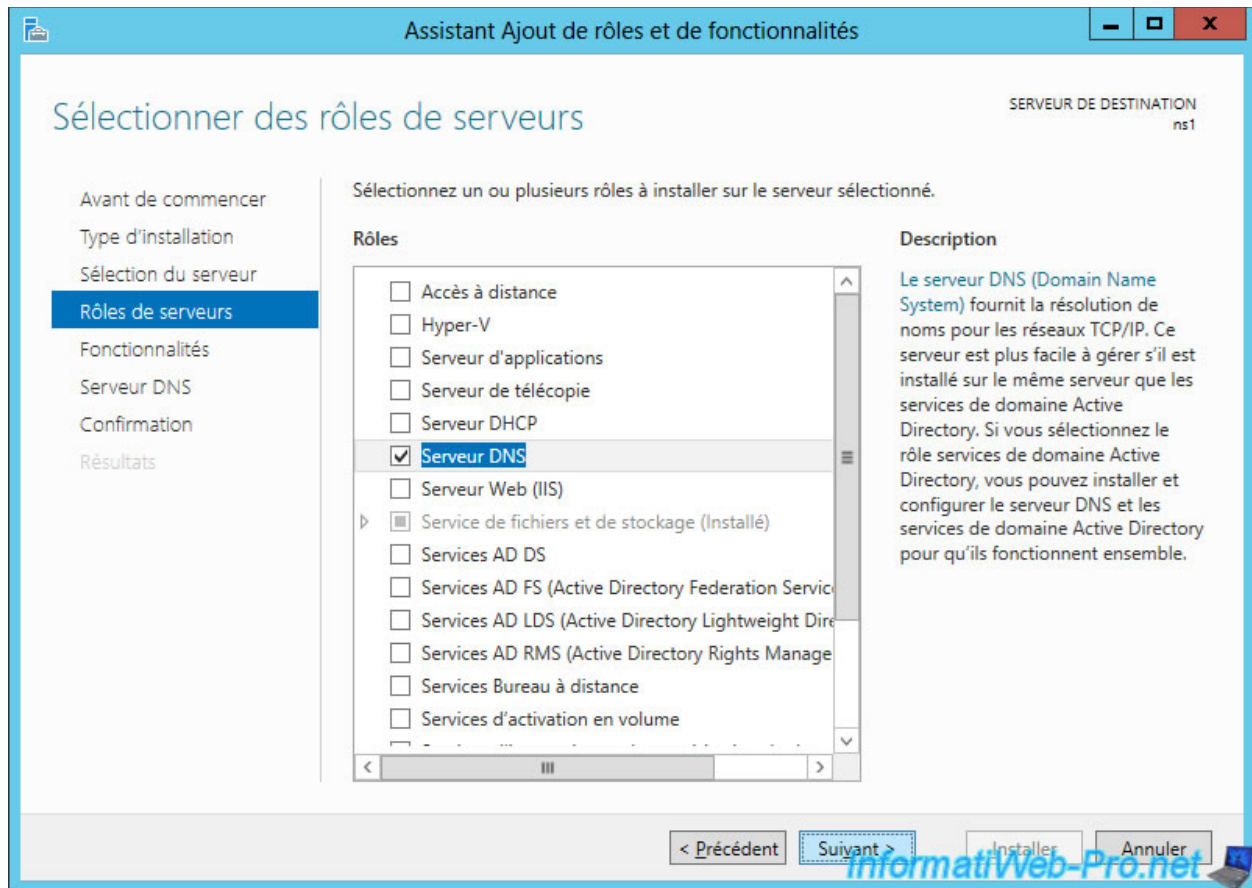 Assistant Ajout de rôles et de fonctionnalités
Sélectionner des rôles de serveurs
SERVEUR DE DESTINATION
ns1
Avant de commencer
Type d'installation
Sélection du serveur
Rôles de serveurs
Fonctionnalités
Serveur DNS
Confirmation
Résultats
Sélectionnez un ou plusieurs rôles à installer sur le serveur sélectionné.
Rôles
Accès à distance
Hyper-V
Serveur d'applications
Serveur de télécopie
Serveur DHCP
Serveur DNS
Serveur Web (IIS)
Service de fichiers et de stockage (Installé)
Services AD DS
Services AD FS (Active Directory Federation Servic
Services AD LDS (Active Directory Lightweight Dire
Services AD RMS (Active Directory Rights Manage
Services Bureau à distance
Services d'activation en volume
Description
Le serveur DNS (Domain Name
System) fournit la résolution de
noms pour les réseaux TCP/IP. Ce
serveur est plus facile à gérer s'il est
installé sur le même serveur que les
services de domaine Active
Directory. Si vous sélectionnez le
rôle services de domaine Active
Directory, vous pouvez installer et
configurer le serveur DNS et les
services de domaine Active Directory
pour qu'ils fonctionnent ensemble.
< Précédent
Suivant >
Installer
Annuler
InformatiWeb-Pro.net